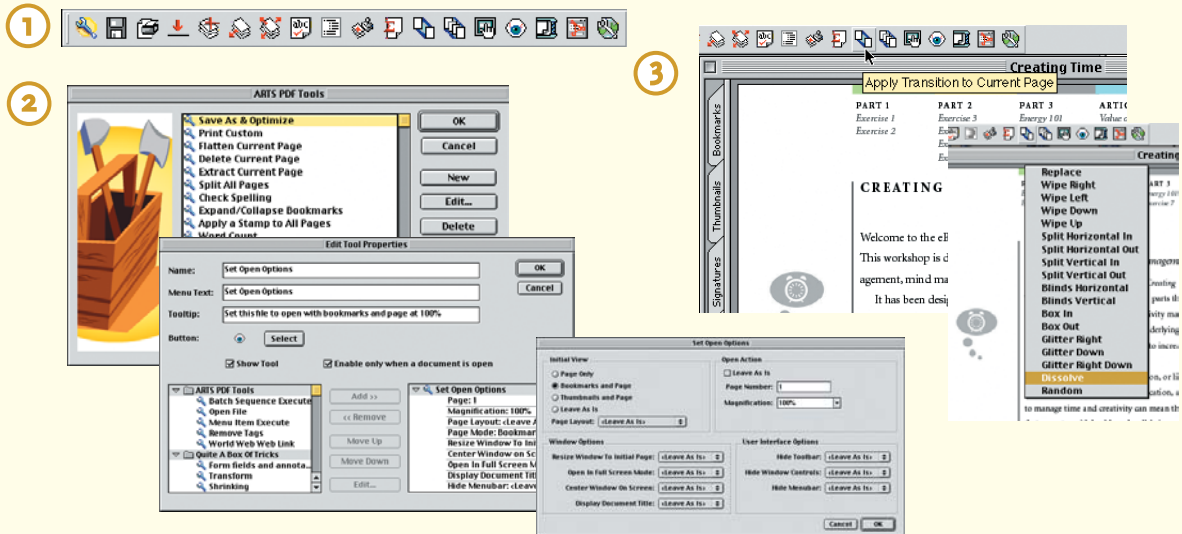 1
2
ARTS PDF Tools
Save As & Optimize
Print Custom
Flatten Current Page
Delete Current Page
Extract Current Page
Split All Pages
Check Spelling
Expand/Collapse Bookmarks
Apply a Stamp to All Pages
Word Count
OK
Cancel
New
Edit...
Delete
Edit Tool Properties
Name: Set Open Options
Menu Text: Set Open Options
Tooltip: Set this file to open with bookmarks and page at 100%
Button: Select
Show Tool Enable only when a document is open
OK
Cancel
ARTS PDF Tools
Batch Sequence Execute
Open File
Menu Item Execute
Remove Tags
World Web Web Link
Quite A Box Of Tricks
Form fields and annota...
Transform
Shrinking
Add >>
<< Remove
Move Up
Move Down
Edit...
Set Open Options
Page: 1
Magnification: 100%
Page Layout: <Leave A
Page Mode: Bookmar
Resize Window To Ini
Center Window on Sc
Open In Full Screen M
Display Document Titl
Hide Menubar: <Leav
Set Open Options
Initial View
Page Only
Bookmarks and Page
Thumbnails and Page
Leave As Is
Page Layout: <Leave As Is>
Open Action
Leave As Is
Page Number: 1
Magnification: 100%
Window Options
Resize Window To Initial Page: <Leave As Is>
Open In Full Screen Mode: <Leave As Is>
Center Window On Screen: <Leave As Is>
Display Document Title: <Leave As Is>
User Interface Options
Hide Toolbar: <Leave As Is>
Hide Window Controls: <Leave As Is>
Hide Menubar: <Leave As Is>
Cancel OK
3
Creating Time
Apply Transition to Current Page
Bookmarks
Thumbnails
Signatures
PART 1 PART 2 PART 3 ARTIC
Exercise 1 Exercise 3 Energy 101 Value o
Exercise 2
CREATING
Welcome to the eB
This workshop is d
agement, mind ma
It has been desig
Creating
Replace
Wipe Right
Wipe Left
Wipe Down
Wipe Up
Split Horizontal In
Split Horizontal Out
Split Vertical In
Split Vertical Out
Blinds Horizontal
Blinds Vertical
Box In
Box Out
Glitter Right
Glitter Down
Glitter Right Down
Dissolve
Random
to manage time and creativity can mean th